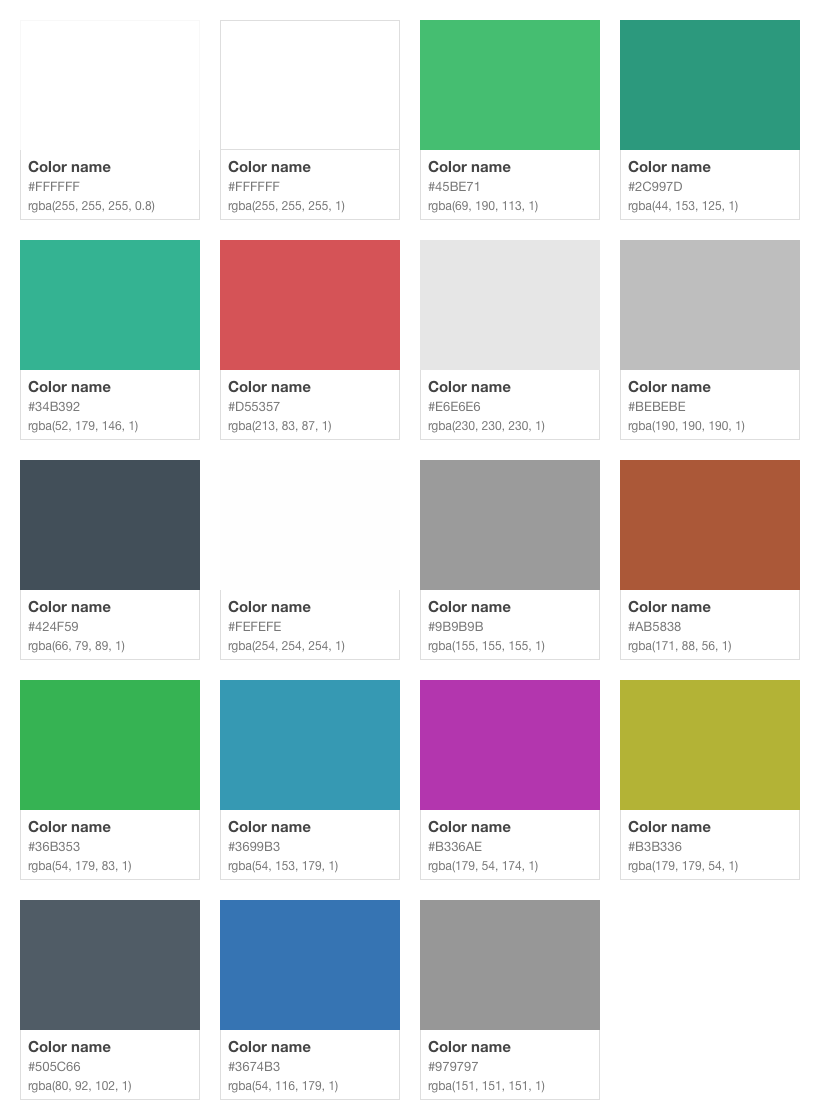 Color name
#FFFFFF
rgba(255, 255, 255, 0.8)
Color name
#FFFFFF
rgba(255, 255, 255, 1)
Color name
#45BE71
rgba(69, 190, 113, 1)
Color name
#2C997D
rgba(44, 153, 125, 1)
Color name
#34B392
rgba(52, 179, 146, 1)
Color name
#D55357
rgba(213, 83, 87, 1)
Color name
#E6E6E6
rgba(230, 230, 230, 1)
Color name
#BEBEBE
rgba(190, 190, 190, 1)
Color name
#424F59
rgba(66, 79, 89, 1)
Color name
#FEFEFE
rgba(254, 254, 254, 1)
Color name
#9B9B9B
rgba(155, 155, 155, 1)
Color name
#AB5838
rgba(171, 88, 56, 1)
Color name
#36B353
rgba(54, 179, 83, 1)
Color name
#3699B3
rgba(54, 153, 179, 1)
Color name
#B336AE
rgba(179, 54, 174, 1)
Color name
#B3B336
rgba(179, 179, 54, 1)
Color name
#505C66
rgba(80, 92, 102, 1)
Color name
#3674B3
rgba(54, 116, 179, 1)
Color name
#979797
rgba(151, 151, 151, 1)